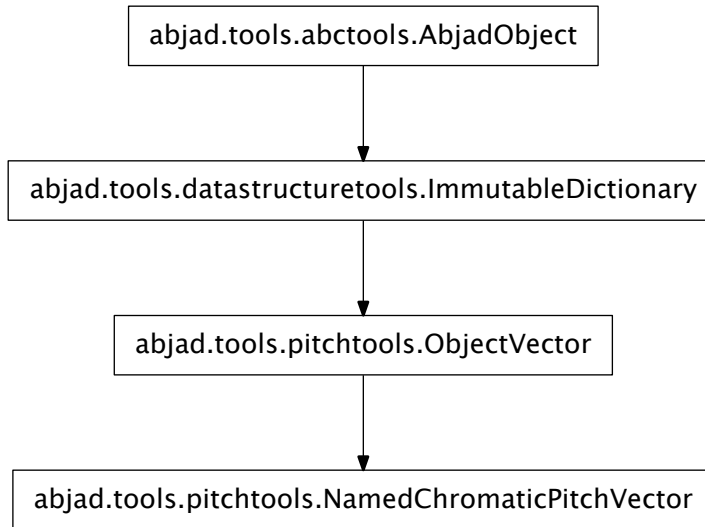 abjad.tools.abctools.AbjadObject
abjad.tools.datastructuretools.ImmutableDictionary
abjad.tools.pitchtools.ObjectVector
abjad.tools.pitchtools.NamedChromaticPitchVector